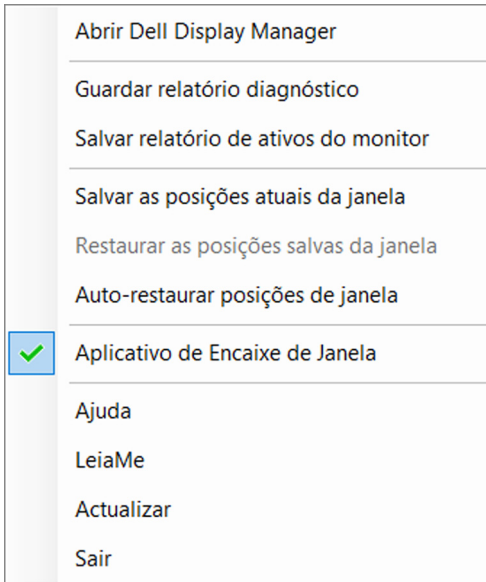 Abrir Dell Display Manager
Guardar relatório diagnóstico
Salvar relatório de ativos do monitor
Salvar as posições atuais da janela
Restaurar as posições salvas da janela
Auto-restaurar posições de janela
Aplicativo de Encaixe de Janela
Ajuda
LeiaMe
Actualizar
Sair